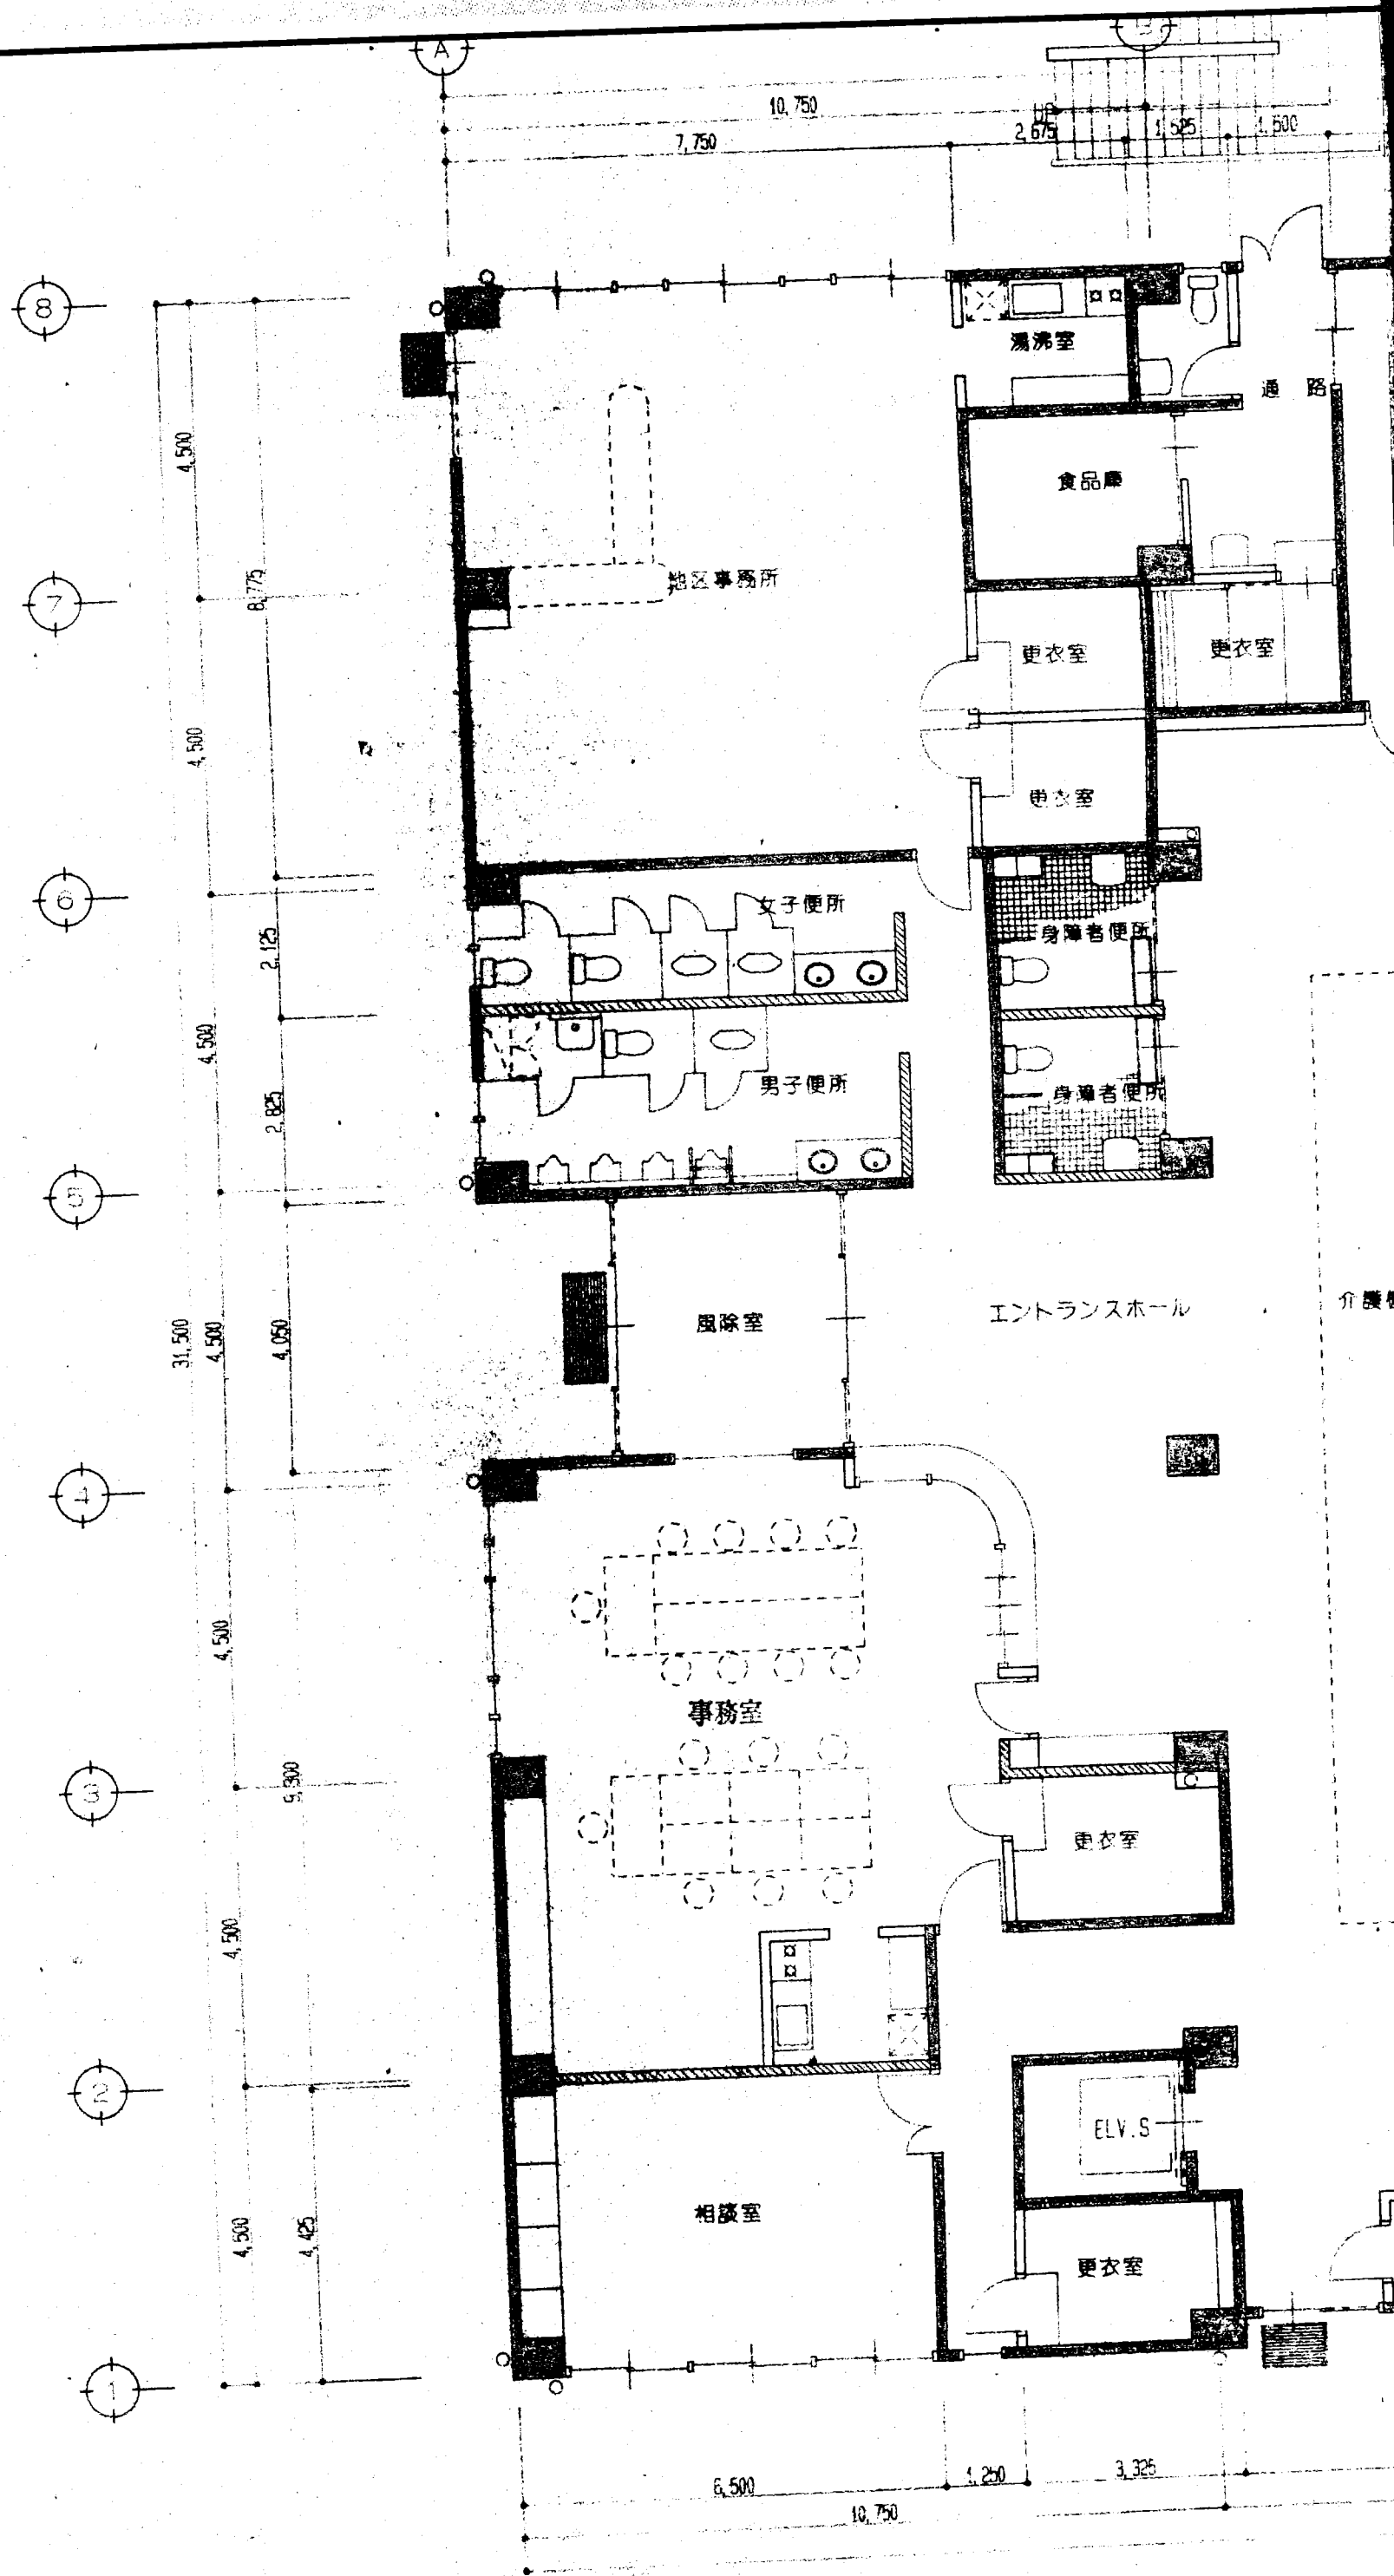 A
10,750
UP
7,750
2,675
1,525
1,500
8
湯沸室
通 路
4,500
食品庫
7
8,775
地区事務所
更衣室
更衣室
4,500
更衣室
6
女子便所
2,125
身障者便所
4,500
男子便所
身障者便所
2,825
5
風除室
エントランスホール
介護
31,500
4,500
4,050
4
4,500
事務室
3
9,300
更衣室
4,500
2
ELV.S
相談室
4,500
4,425
更衣室
1
6,500
1,250
3,325
10,750